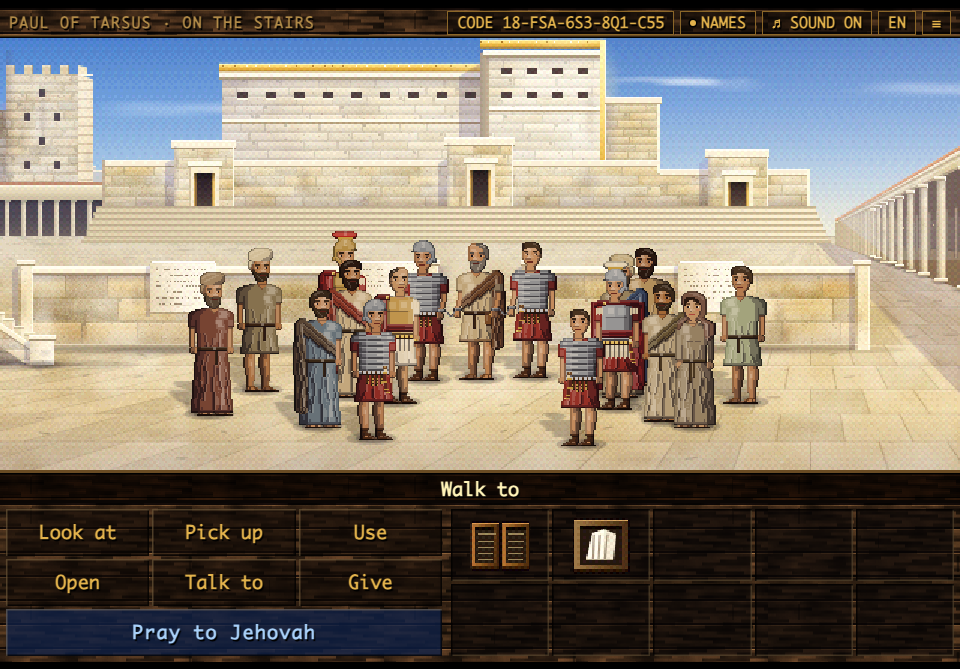 PAUL OF TARSUS · ON THE STAIRS
CODE 18-FSA-6S3-8Q1-C55
• NAMES
♬ SOUND ON
EN
≡
Walk to
Look at
Pick up
Use
Open
Talk to
Give
Pray to Jehovah